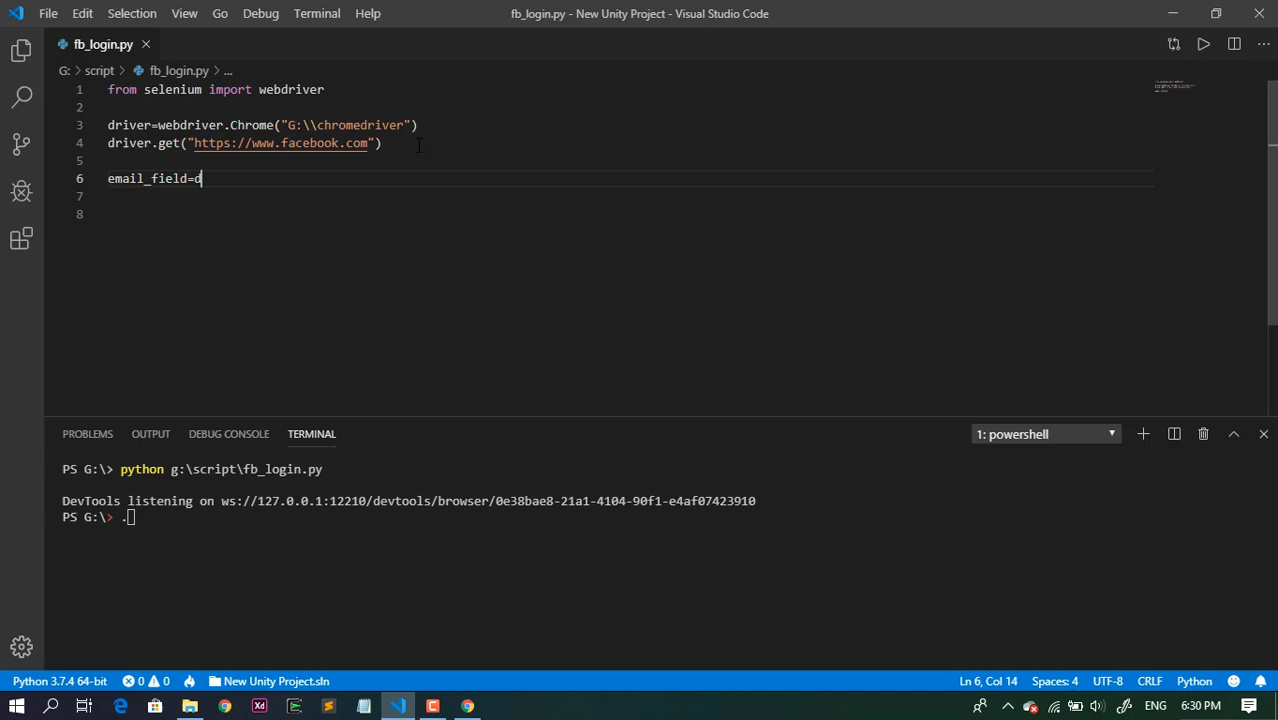 File Edit Selection View Go Debug Terminal Help fb_login.py - New Unity Project - Visual Studio Code
fb_login.py
G: > script > fb_login.py > ...
1 from selenium import webdriver
2
3 driver=webdriver.Chrome("G:\\chromedriver")
4 driver.get("https://www.facebook.com")
5
6 email_field=d
7
8
PROBLEMS OUTPUT DEBUG CONSOLE TERMINAL 1: powershell
PS G:\> python g:\script\fb_login.py
DevTools listening on ws://127.0.0.1:12210/devtools/browser/0e38bae8-21a1-4104-90f1-e4af07423910
PS G:\> .
Python 3.7.4 64-bit 0 0 New Unity Project.sln Ln 6, Col 14 Spaces: 4 UTF-8 CRLF Python
Xd ENG 6:30 PM